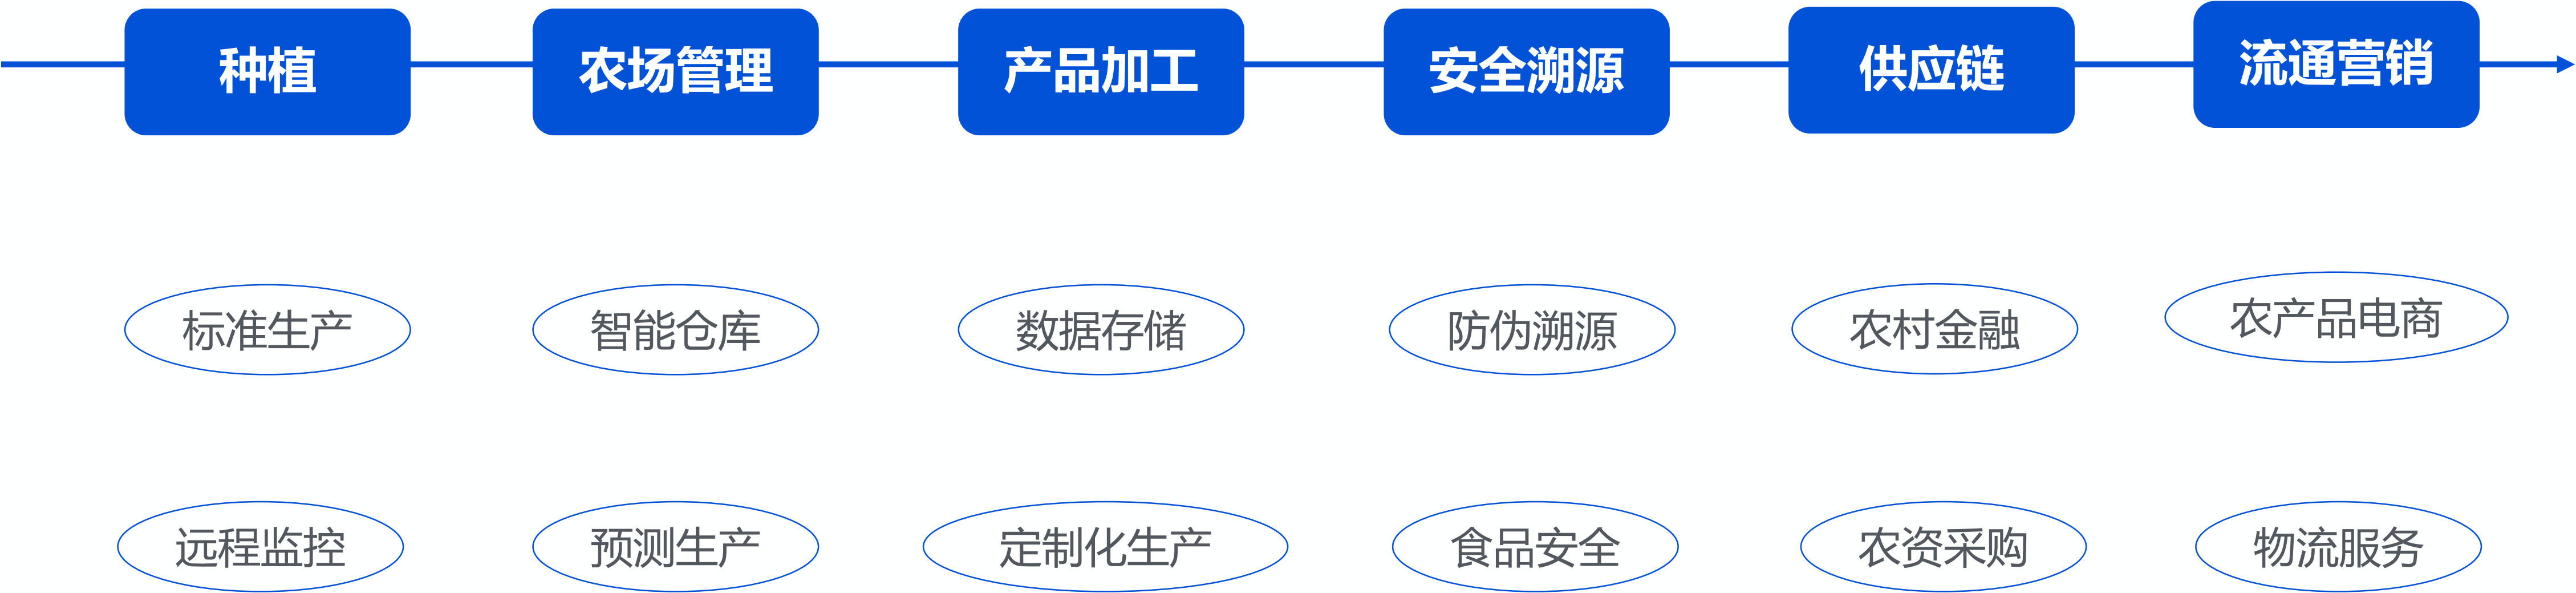 种植
农场管理
产品加工
安全溯源
供应链
流通营销
标准生产
智能仓库
数据存储
防伪溯源
农村金融
农产品电商
远程监控
预测生产
定制化生产
食品安全
农资采购
物流服务